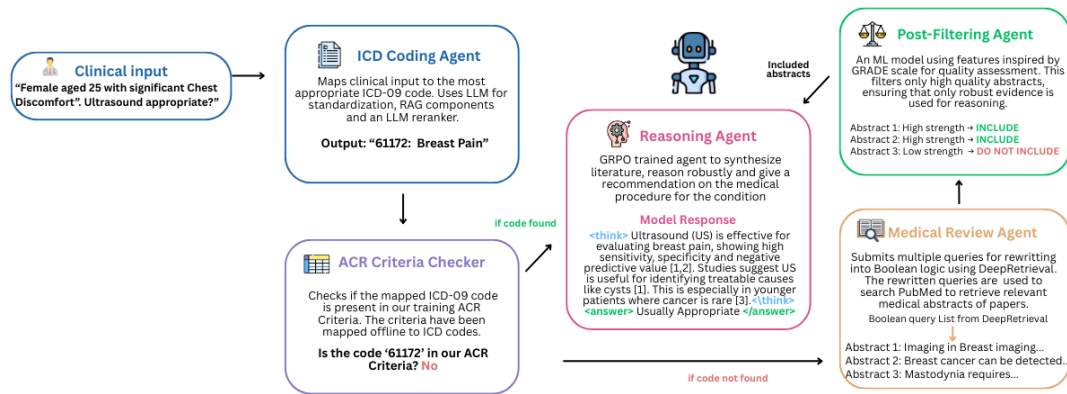 Clinical input
“Female aged 25 with significant Chest
Discomfort”. Ultrasound appropriate?”
ICD Coding Agent
Maps clinical input to the most
appropriate ICD-09 code. Uses LLM for
standardization, RAG components
and an LLM reranker.
Output: “61172: Breast Pain”
ACR Criteria Checker
Checks if the mapped ICD-09 code
is present in our training ACR
Criteria. The criteria have been
mapped offline to ICD codes.
Is the code ‘61172’ in our ACR
Criteria? No
if code found
if code not found
Reasoning Agent
GRPO trained agent to synthesize
literature, reason robustly and give a
recommendation on the medical
procedure for the condition
Model Response
<think> Ultrasound (US) is effective for
evaluating breast pain, showing high
sensitivity, specificity and negative
predictive value [1,2]. Studies suggest US
is useful for identifying treatable causes
like cysts [1]. This is especially in younger
patients where cancer is rare [3].<\think>
<answer> Usually Appropriate </answer>
Included
abstracts
Post-Filtering Agent
An ML model using features inspired by
GRADE scale for quality assessment. This
filters only high quality abstracts,
ensuring that only robust evidence is
used for reasoning.
Abstract 1: High strength → INCLUDE
Abstract 2: High strength → INCLUDE
Abstract 3: Low strength → DO NOT INCLUDE
Medical Review Agent
Submits multiple queries for rewritting
into Boolean logic using DeepRetrieval.
The rewritten queries are used to
search PubMed to retrieve relevant
medical abstracts of papers.
Boolean query List from DeepRetrieval
Abstract 1: Imaging in Breast imaging...
Abstract 2: Breast cancer can be detected...
Abstract 3: Mastodynia requires...